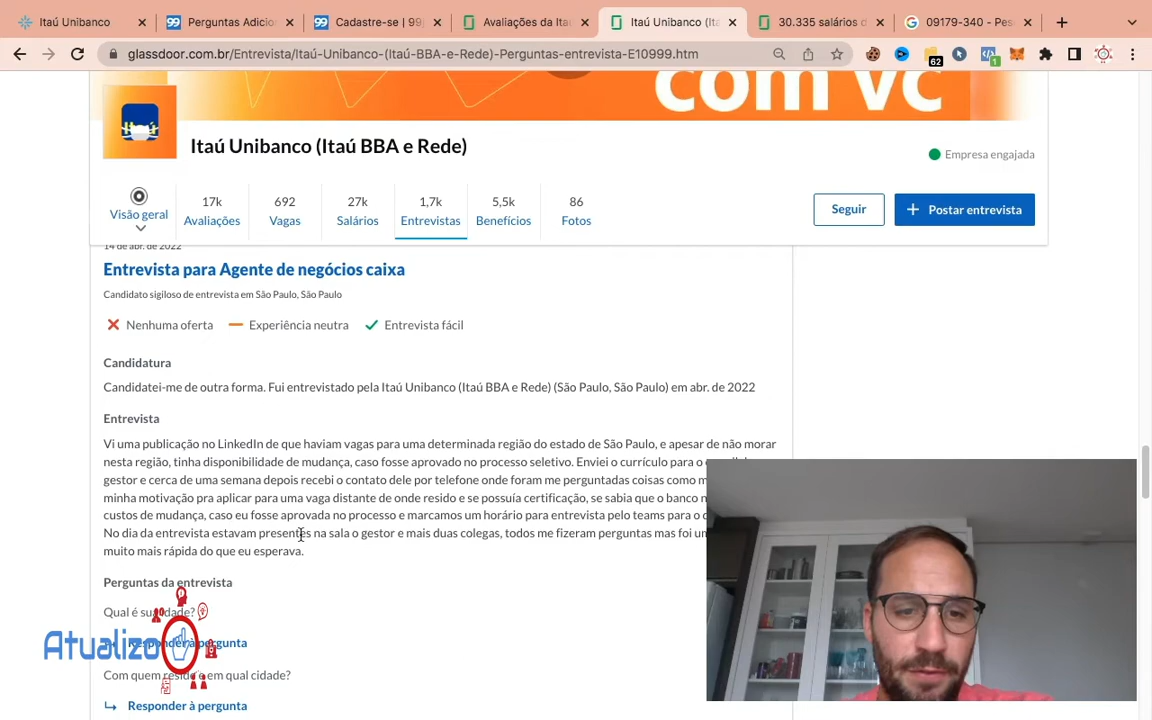 Itaú Unibanco
Perguntas Adicio
Cadastre-se | 99j
Avaliações da Ita
Itaú Unibanco (Ita
30.335 salários d
09179-340 - Pes
glassdoor.com.br/Entrevista/Itaú-Unibanco-(Itaú-BBA-e-Rede)-Perguntas-entrevista-E10999.htm
62
1
com vc
Itaú
Itaú Unibanco (Itaú BBA e Rede)
Empresa engajada
Visão geral
17k
Avaliações
692
Vagas
27k
Salários
1,7k
Entrevistas
5,5k
Benefícios
86
Fotos
Seguir
+ Postar entrevista
14 de abr. de 2022
Entrevista para Agente de negócios caixa
Candidato sigiloso de entrevista em São Paulo, São Paulo
Nenhuma oferta
Experiência neutra
Entrevista fácil
Candidatura
Candidatei-me de outra forma. Fui entrevistado pela Itaú Unibanco (Itaú BBA e Rede) (São Paulo, São Paulo) em abr. de 2022
Entrevista
Vi uma publicação no LinkedIn de que haviam vagas para uma determinada região do estado de São Paulo, e apesar de não morar
nesta região, tinha disponibilidade de mudança, caso fosse aprovado no processo seletivo. Enviei o currículo para o
gestor e cerca de uma semana depois recebi o contato dele por telefone onde foram me perguntadas coisas como
minha motivação pra aplicar para uma vaga distante de onde resido e se possuía certificação, se sabia que o banco
custos de mudança, caso eu fosse aprovada no processo e marcamos um horário para entrevista pelo teams para o
No dia da entrevista estavam presentes na sala o gestor e mais duas colegas, todos me fizeram perguntas mas foi
muito mais rápida do que eu esperava.
Perguntas da entrevista
Qual é sua idade?
Responder à pergunta
Atualizo
Com quem reside e em qual cidade?
Responder à pergunta